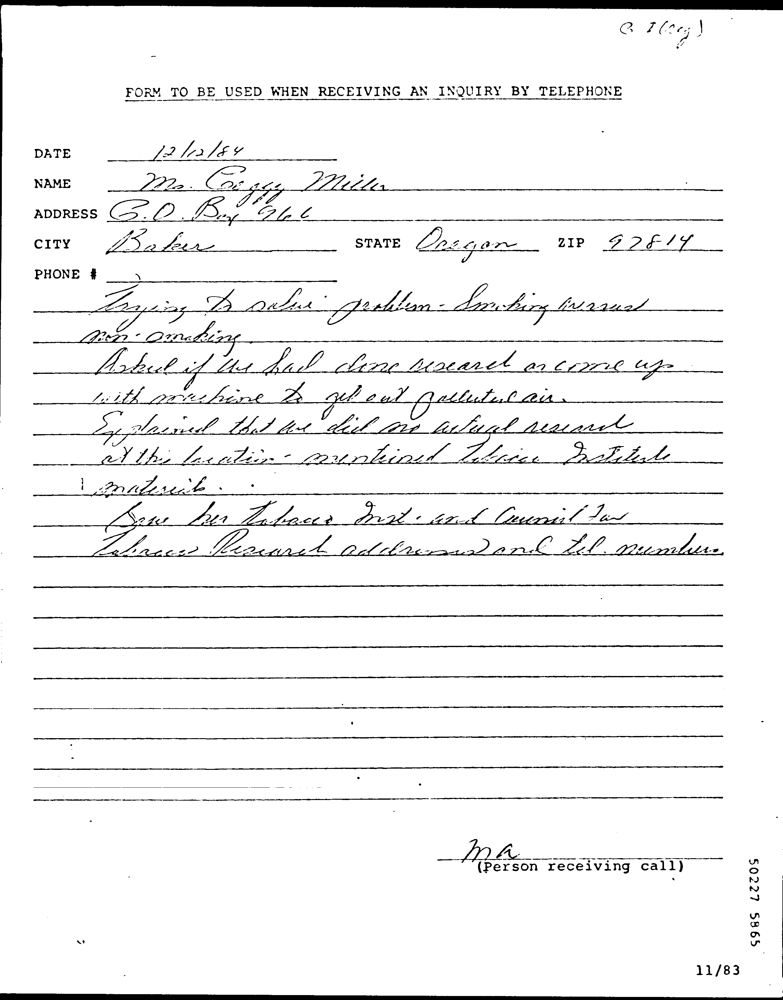 FORM TO BE USED WHEN RECEIVING AN INQUIRY BY TELEPHONE
DATE 12/12/84
NAME Ms. Peggy Miller
ADDRESS P.O. Box 966
CITY Baker STATE Oregon ZIP 97814
PHONE #
Trying to solve problem - Smoking versus
non-smoking.
Asked if we had done research or come up
with machine to get out polluted air.
Explained that we did no actual research
at this location - mentioned Tobacco Institute
materials.
Gave her Tobacco Inst. and Council for
Tobacco Research addresses and tel. numbers.
ma
(Person receiving call)
50227 5865
11/83